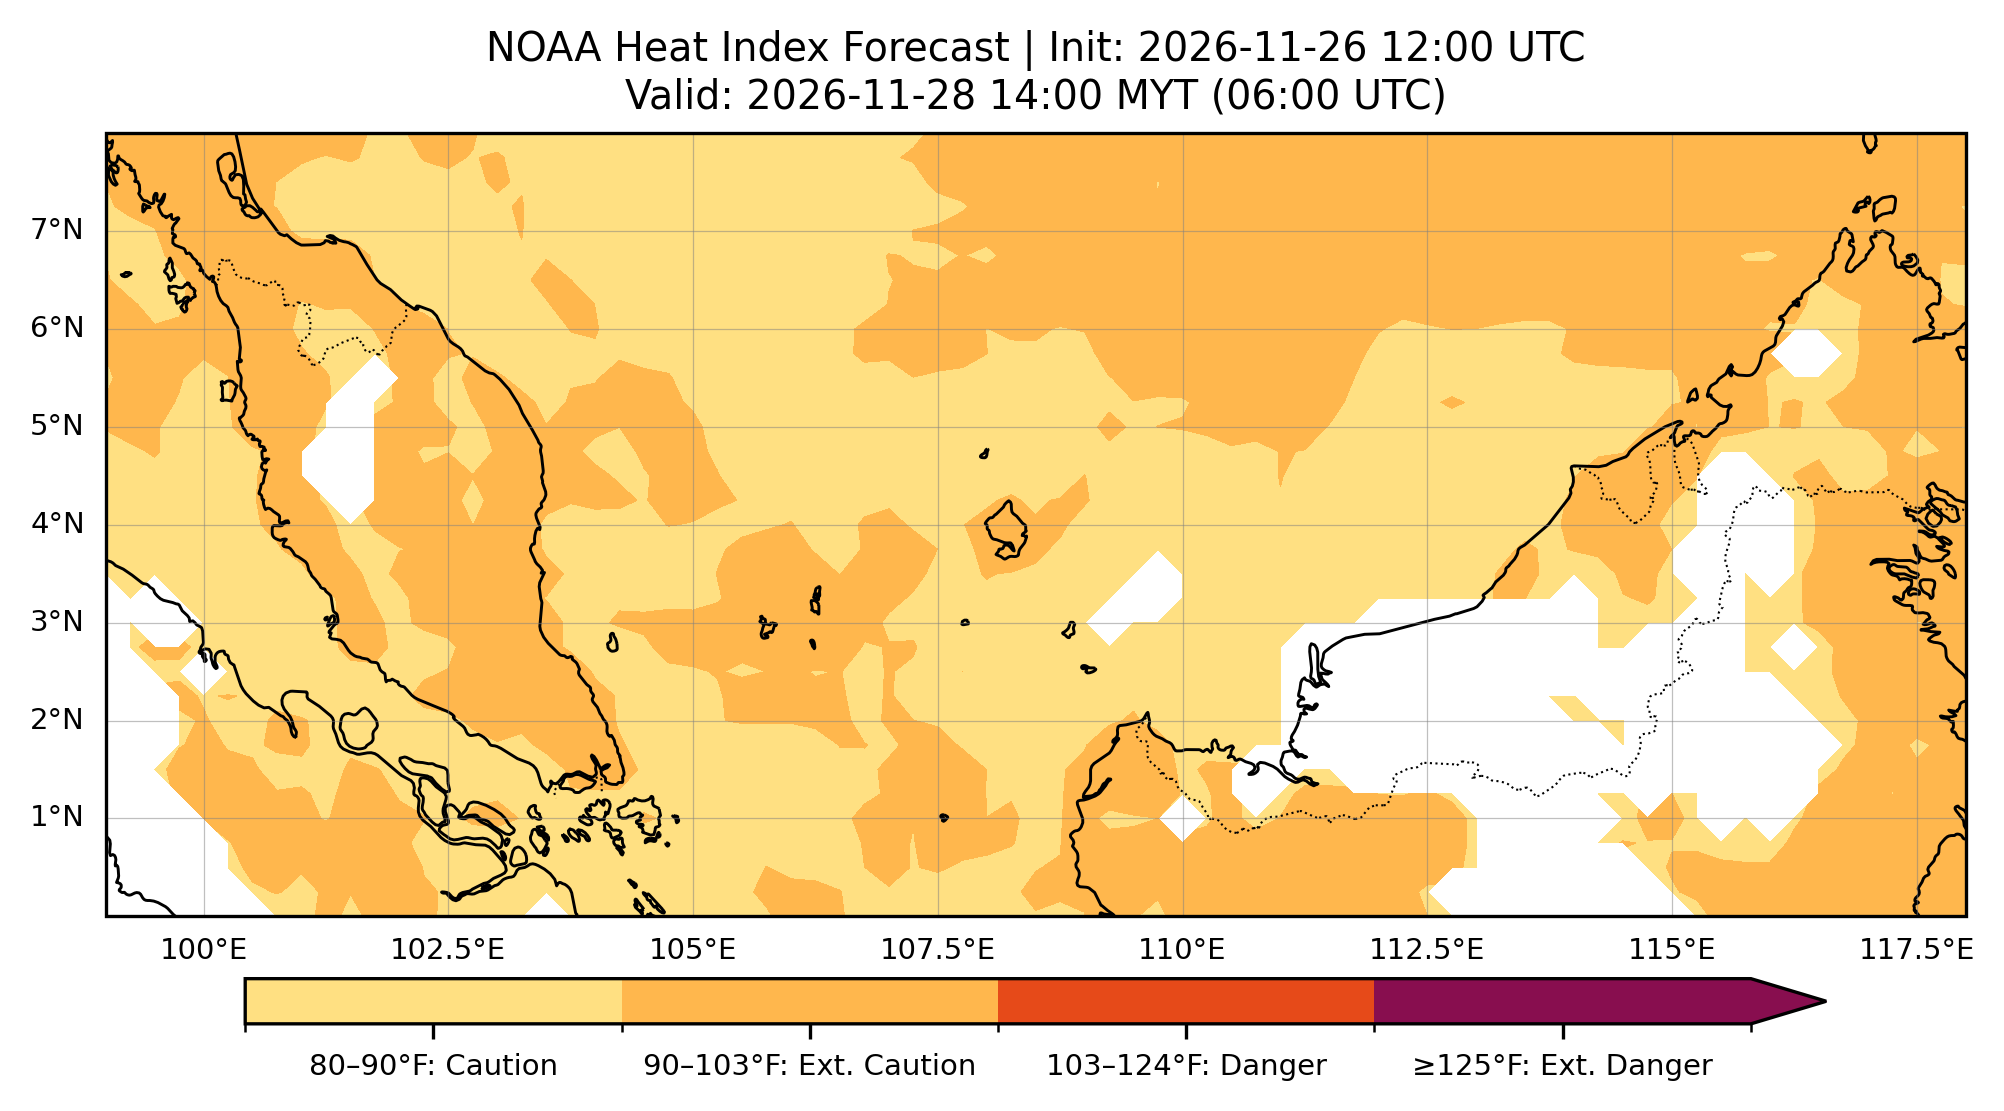 NOAA Heat Index Forecast | Init: 2026-11-26 12:00 UTC
Valid: 2026-11-28 14:00 MYT (06:00 UTC)
7°N
6°N
5°N
4°N
3°N
2°N
1°N
100°E 102.5°E 105°E 107.5°E 110°E 112.5°E 115°E 117.5°E
80–90°F: Caution 90–103°F: Ext. Caution 103–124°F: Danger ≥125°F: Ext. Danger